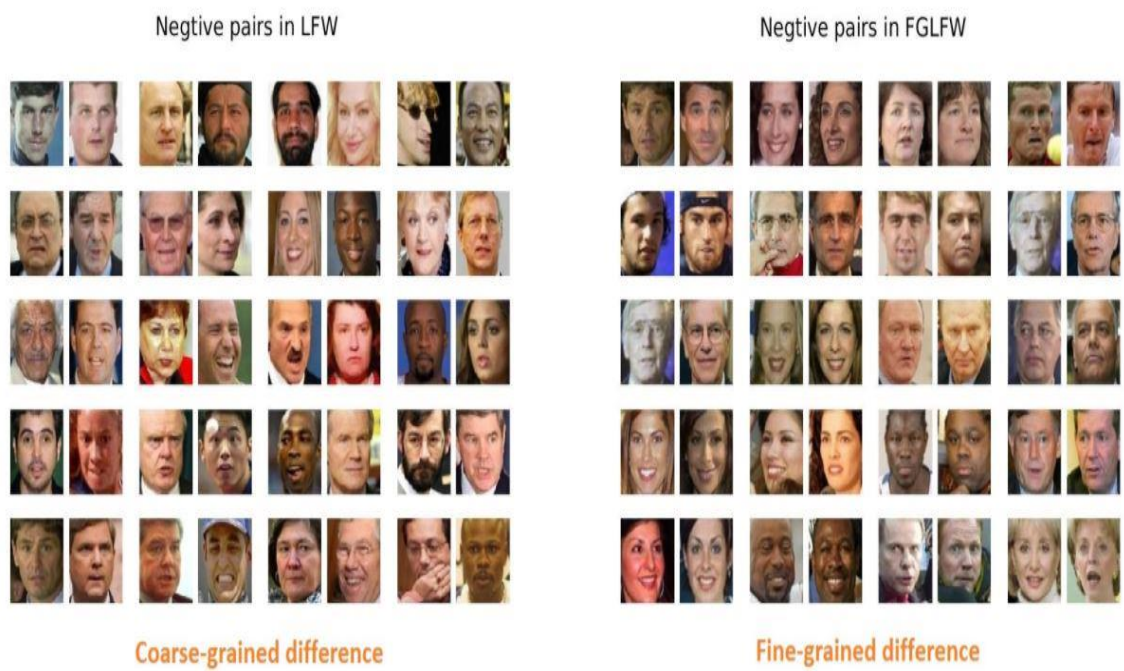 Negtive pairs in LFW
Negtive pairs in FGLFW
Coarse-grained difference
Fine-grained difference